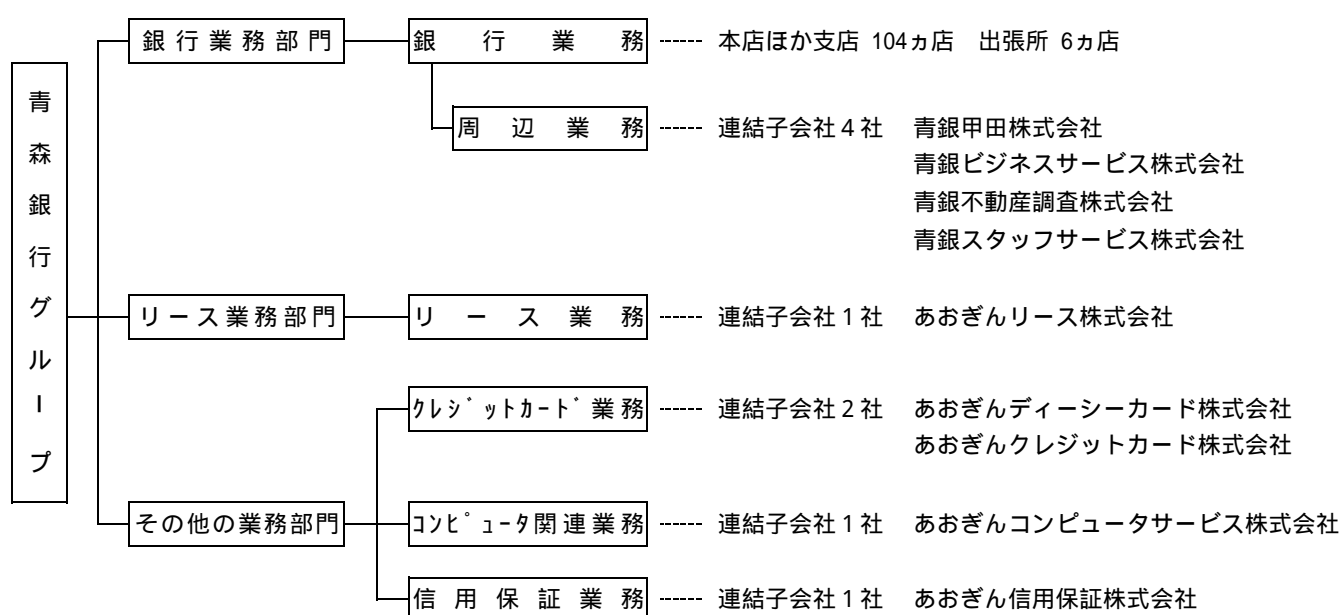 青森銀行グループ
銀行業務部門 銀行業務 ------ 本店ほか支店 104ヵ店 出張所 6ヵ店
周辺業務 ------ 連結子会社4社 青銀甲田株式会社
青銀ビジネスサービス株式会社
青銀不動産調査株式会社
青銀スタッフサービス株式会社
リース業務部門 リース業務 ------ 連結子会社1社 あおぎんリース株式会社
クレジットカード業務 ------ 連結子会社2社 あおぎんディーシーカード株式会社
あおぎんクレジットカード株式会社
その他の業務部門 コンピュータ関連業務 ------ 連結子会社1社 あおぎんコンピュータサービス株式会社
信用保証業務 ------ 連結子会社1社 あおぎん信用保証株式会社